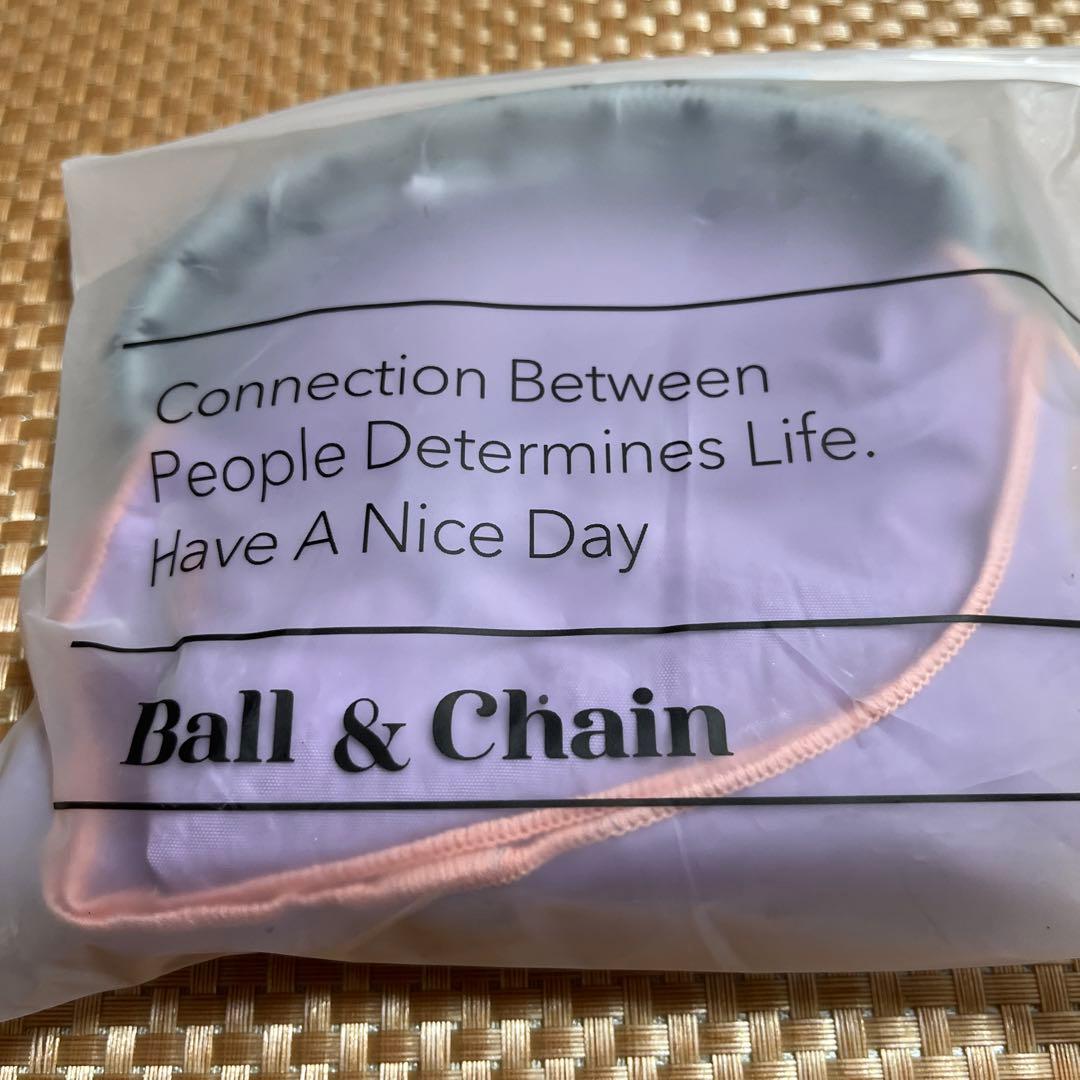 Connection Between
People Determines Life.
Have A Nice Day
Ball & Chain